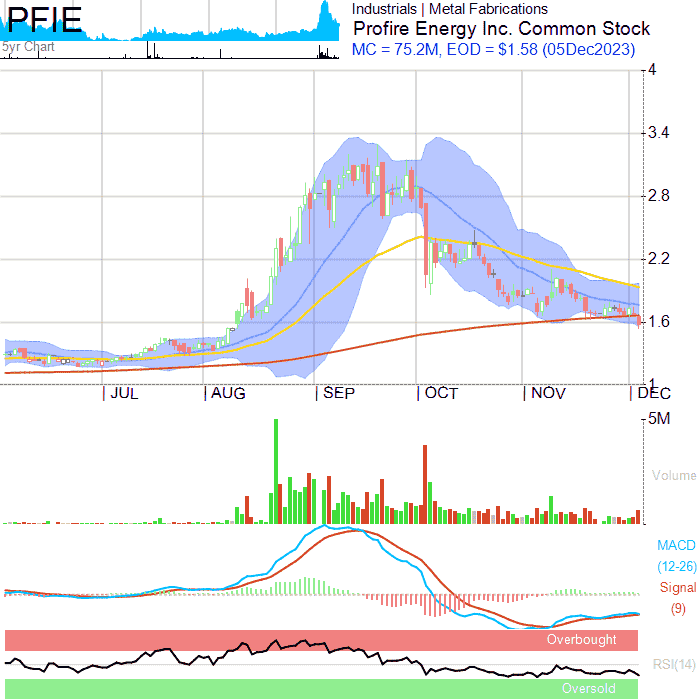 PFIE
Industrials | Metal Fabrications
Profire Energy Inc. Common Stock
5yr Chart
MC = 75.2M, EOD = $1.58 (05Dec2023)
4
3.4
2.8
2.2
1.6
1
JUL AUG SEP OCT NOV DEC
5M
Volume
MACD
(12-26)
Signal
(9)
Overbought
RSI(14)
Oversold